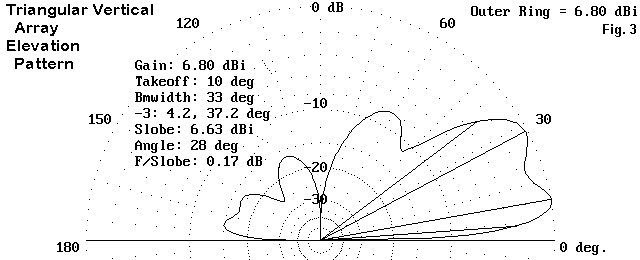 Triangular Vertical
Array
Elevation
Pattern
0 dB
Outer Ring = 6.80 dBi
Fig.3
120
60
Gain: 6.80 dBi
Takeoff: 10 deg
Bmwidth: 33 deg
-3: 4.2, 37.2 deg
Slobe: 6.63 dBi
Angle: 28 deg
F/Slobe: 0.17 dB
-10
150
30
-20
-30
180
0 deg.